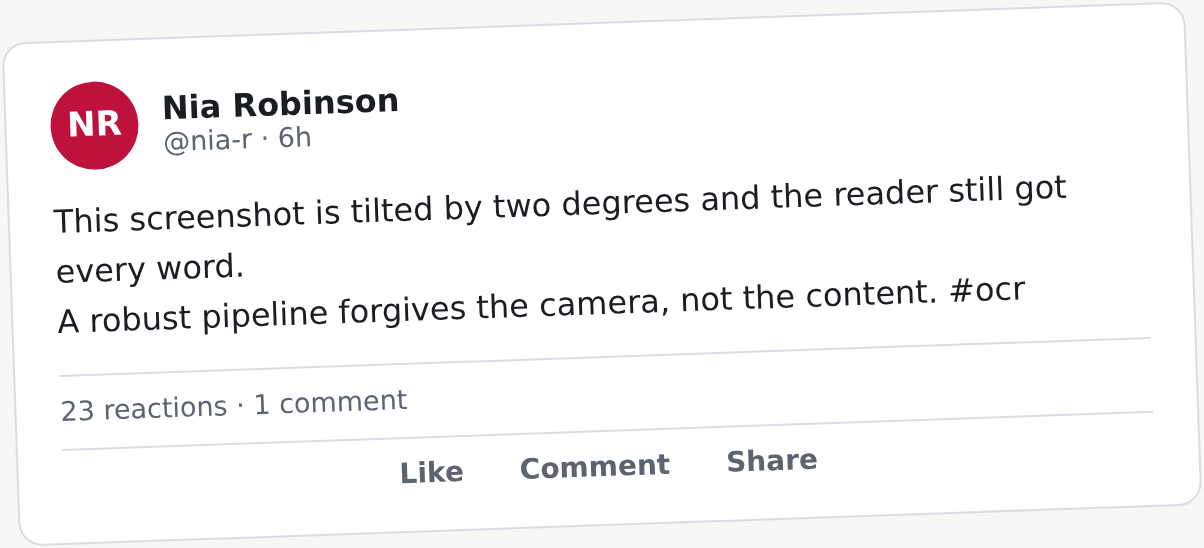 NR
Nia Robinson
@nia-r · 6h
This screenshot is tilted by two degrees and the reader still got
every word.
A robust pipeline forgives the camera, not the content. #ocr
23 reactions · 1 comment
Like Comment Share